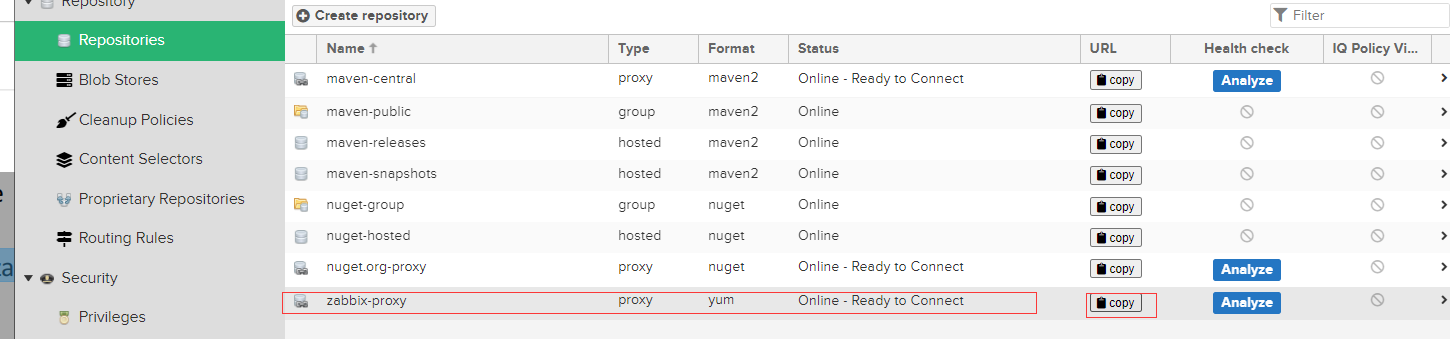 Repository
Repositories
Blob Stores
Cleanup Policies
Content Selectors
Proprietary Repositories
Routing Rules
Security
Privileges
Create repository
Filter
Name Type Format Status URL Health check IQ Policy Vi...
maven-central proxy maven2 Online - Ready to Connect copy Analyze
maven-public group maven2 Online copy
maven-releases hosted maven2 Online copy
maven-snapshots hosted maven2 Online copy
nuget-group group nuget Online copy
nuget-hosted hosted nuget Online copy
nuget.org-proxy proxy nuget Online - Ready to Connect copy Analyze
zabbix-proxy proxy yum Online - Ready to Connect copy Analyze